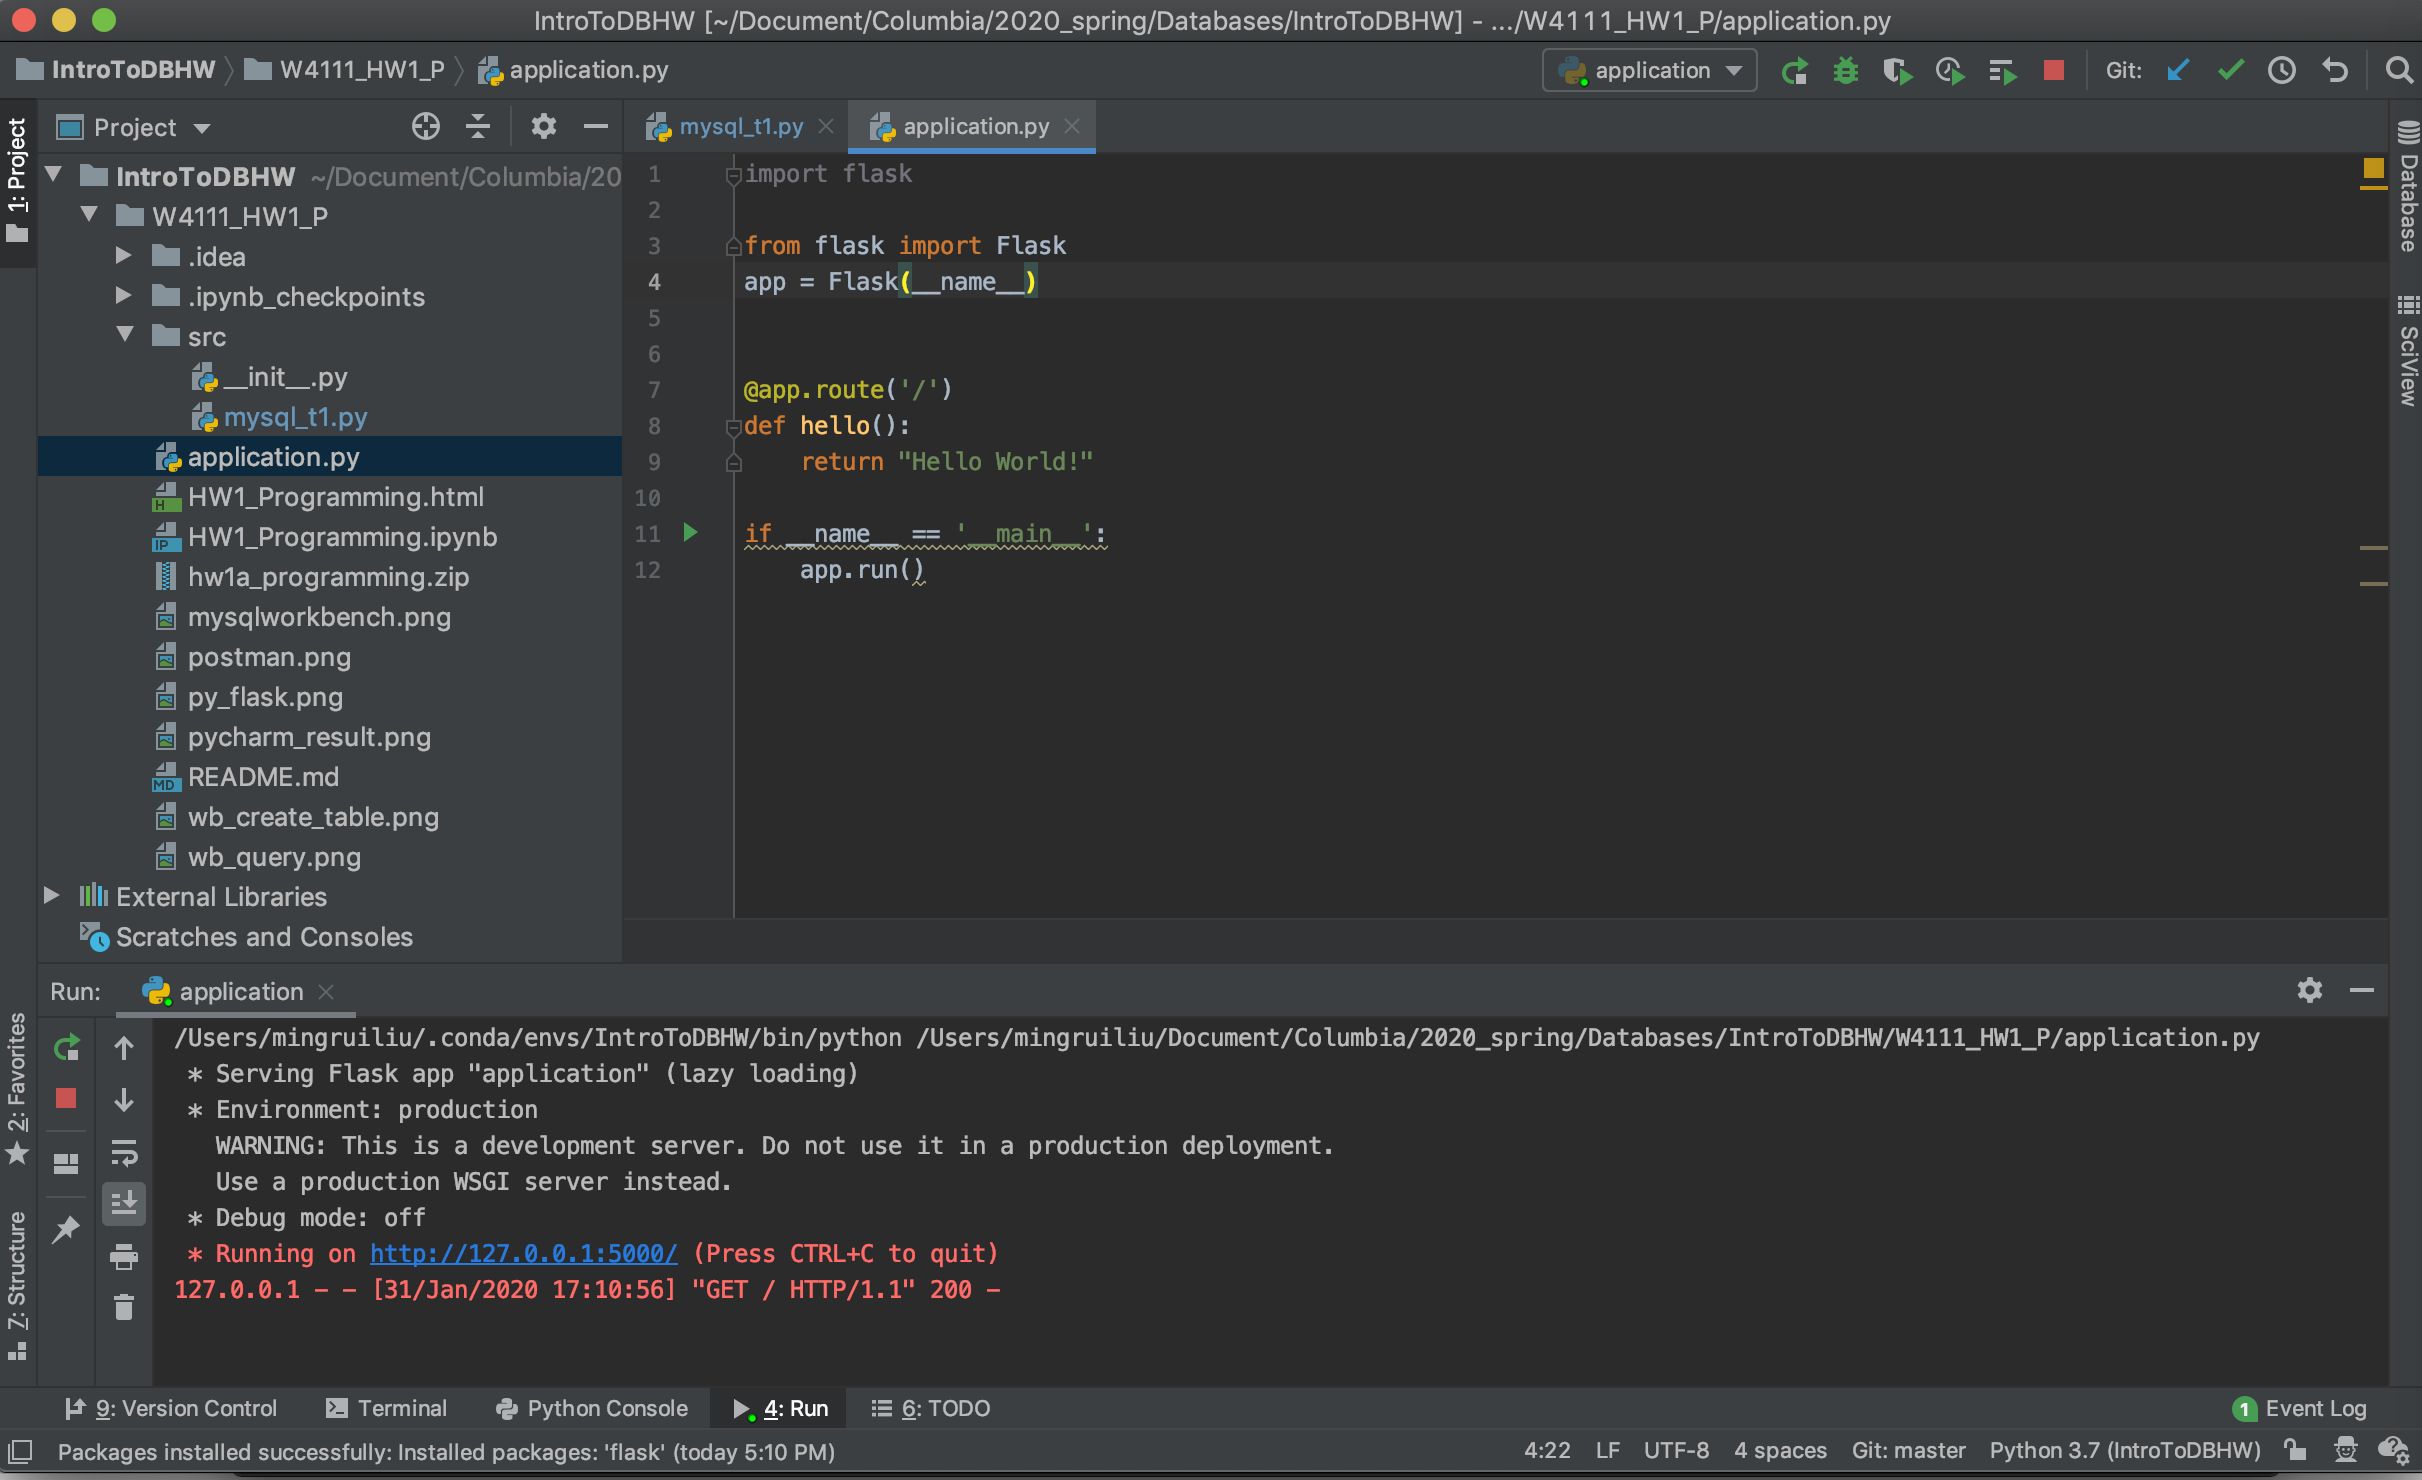 IntroToDBHW [~/Document/Columbia/2020_spring/Databases/IntroToDBHW] - .../W4111_HW1_P/application.py
IntroToDBHW W4111_HW1_P application.py
application Git:
1: Project
Project
mysql_t1.py application.py
Database
SciView
IntroToDBHW ~/Document/Columbia/20
W4111_HW1_P
.idea
.ipynb_checkpoints
src
__init__.py
mysql_t1.py
application.py
HW1_Programming.html
HW1_Programming.ipynb
hw1a_programming.zip
mysqlworkbench.png
postman.png
py_flask.png
pycharm_result.png
README.md
wb_create_table.png
wb_query.png
External Libraries
Scratches and Consoles
1 import flask
2
3 from flask import Flask
4 app = Flask(__name__)
5
6
7 @app.route('/')
8 def hello():
9     return "Hello World!"
10
11 if __name__ == '__main__':
12     app.run()
Run: application
2: Favorites
7: Structure
/Users/mingruiliu/.conda/envs/IntroToDBHW/bin/python /Users/mingruiliu/Document/Columbia/2020_spring/Databases/IntroToDBHW/W4111_HW1_P/application.py
 * Serving Flask app "application" (lazy loading)
 * Environment: production
   WARNING: This is a development server. Do not use it in a production deployment.
   Use a production WSGI server instead.
 * Debug mode: off
 * Running on http://127.0.0.1:5000/ (Press CTRL+C to quit)
127.0.0.1 - - [31/Jan/2020 17:10:56] "GET / HTTP/1.1" 200 -
9: Version Control Terminal Python Console 4: Run 6: TODO 1 Event Log
Packages installed successfully: Installed packages: 'flask' (today 5:10 PM) 4:22 LF UTF-8 4 spaces Git: master Python 3.7 (IntroToDBHW)